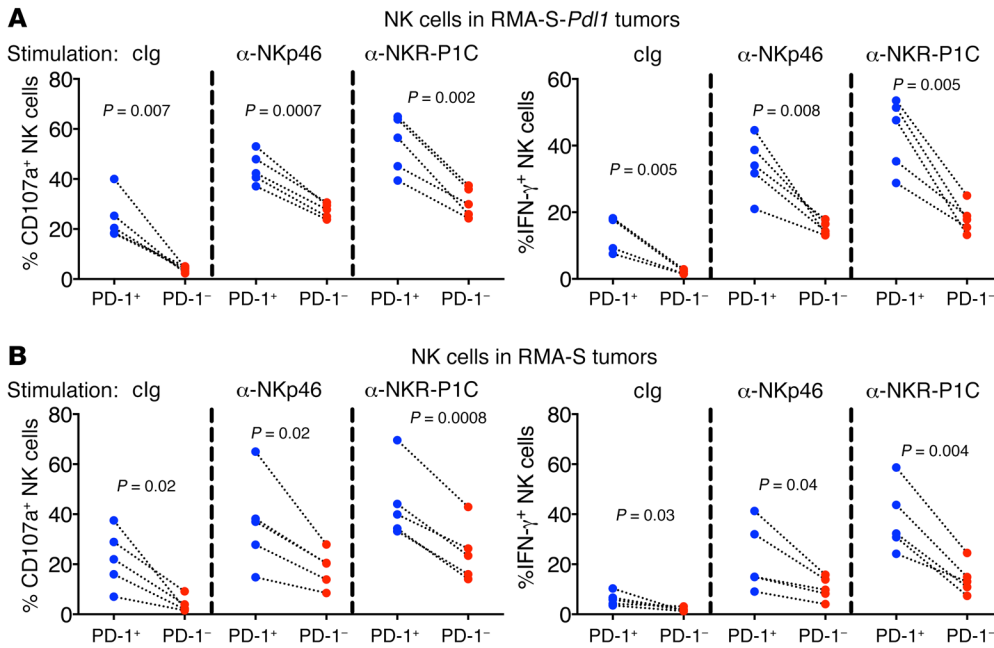 A NK cells in RMA-S-Pdl1 tumors
Stimulation: cIg α-NKp46 α-NKR-P1C
% CD107a⁺ NK cells
80
60
40
20
0
P = 0.007
P = 0.0007
P = 0.002
PD-1⁺ PD-1⁻ PD-1⁺ PD-1⁻ PD-1⁺ PD-1⁻
cIg α-NKp46 α-NKR-P1C
%IFN-γ⁺ NK cells
60
40
20
0
P = 0.005
P = 0.008
P = 0.005
PD-1⁺ PD-1⁻ PD-1⁺ PD-1⁻ PD-1⁺ PD-1⁻
B NK cells in RMA-S tumors
Stimulation: cIg α-NKp46 α-NKR-P1C
% CD107a⁺ NK cells
80
60
40
20
0
P = 0.02
P = 0.02
P = 0.0008
PD-1⁺ PD-1⁻ PD-1⁺ PD-1⁻ PD-1⁺ PD-1⁻
cIg α-NKp46 α-NKR-P1C
%IFN-γ⁺ NK cells
80
60
40
20
0
P = 0.03
P = 0.04
P = 0.004
PD-1⁺ PD-1⁻ PD-1⁺ PD-1⁻ PD-1⁺ PD-1⁻